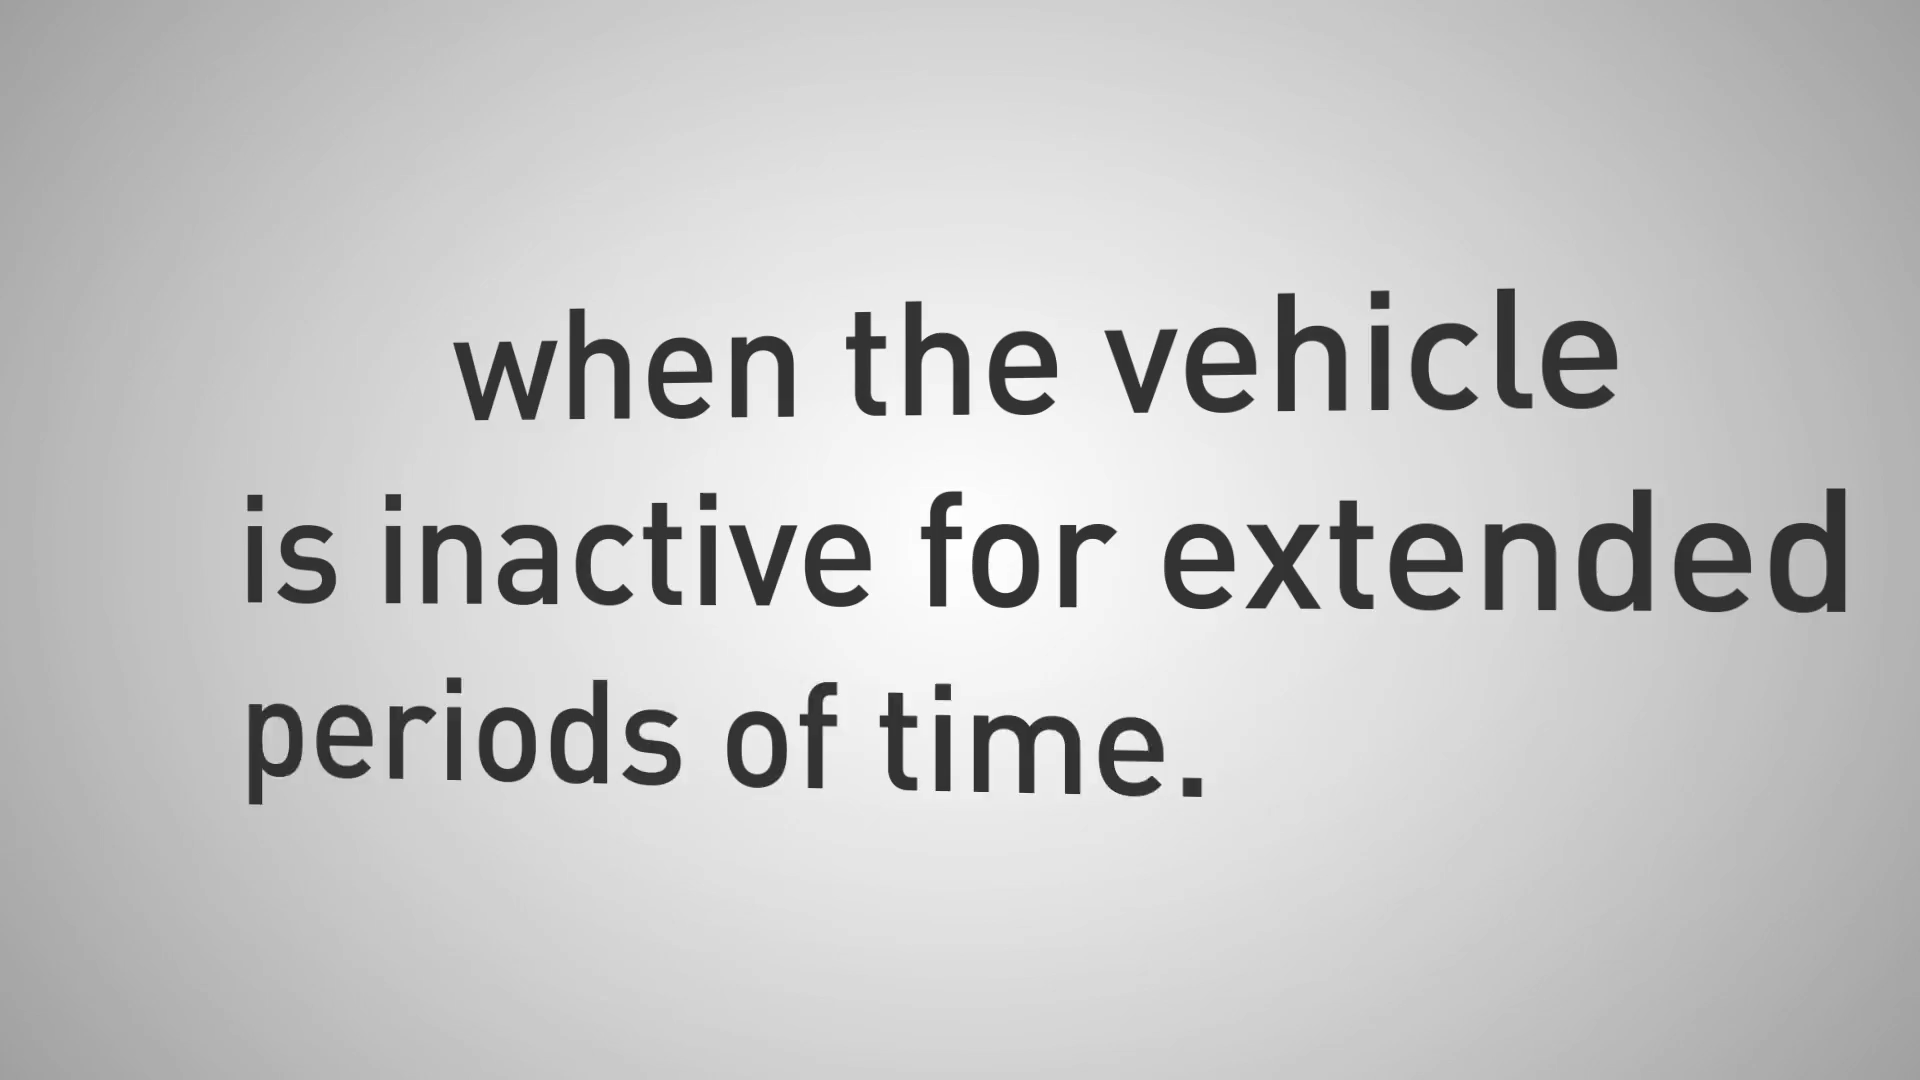 when the vehicle
is inactive for extended
periods of time.